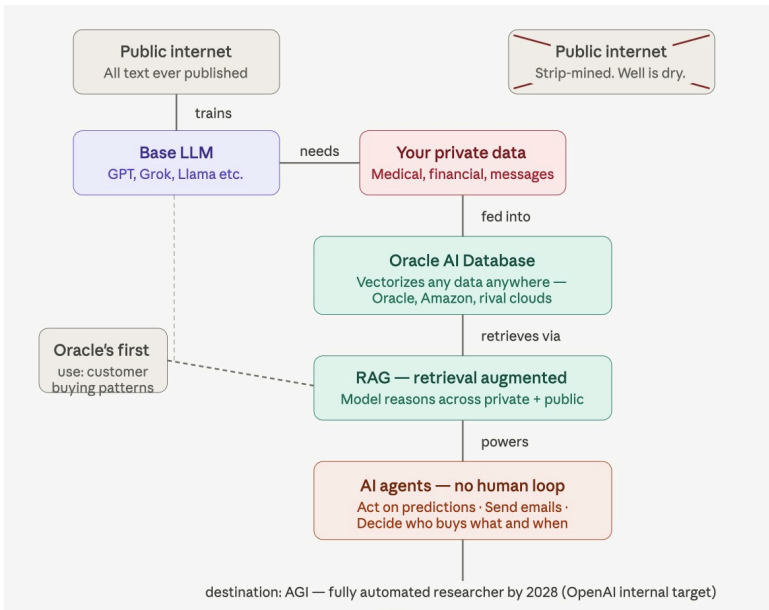 Public internet
All text ever published
Public internet
Strip-mined. Well is dry.
trains
Base LLM
GPT, Grok, Llama etc.
needs
Your private data
Medical, financial, messages
fed into
Oracle AI Database
Vectorizes any data anywhere —
Oracle, Amazon, rival clouds
retrieves via
Oracle's first
use: customer
buying patterns
RAG — retrieval augmented
Model reasons across private + public
powers
AI agents — no human loop
Act on predictions · Send emails ·
Decide who buys what and when
destination: AGI — fully automated researcher by 2028 (OpenAI internal target)